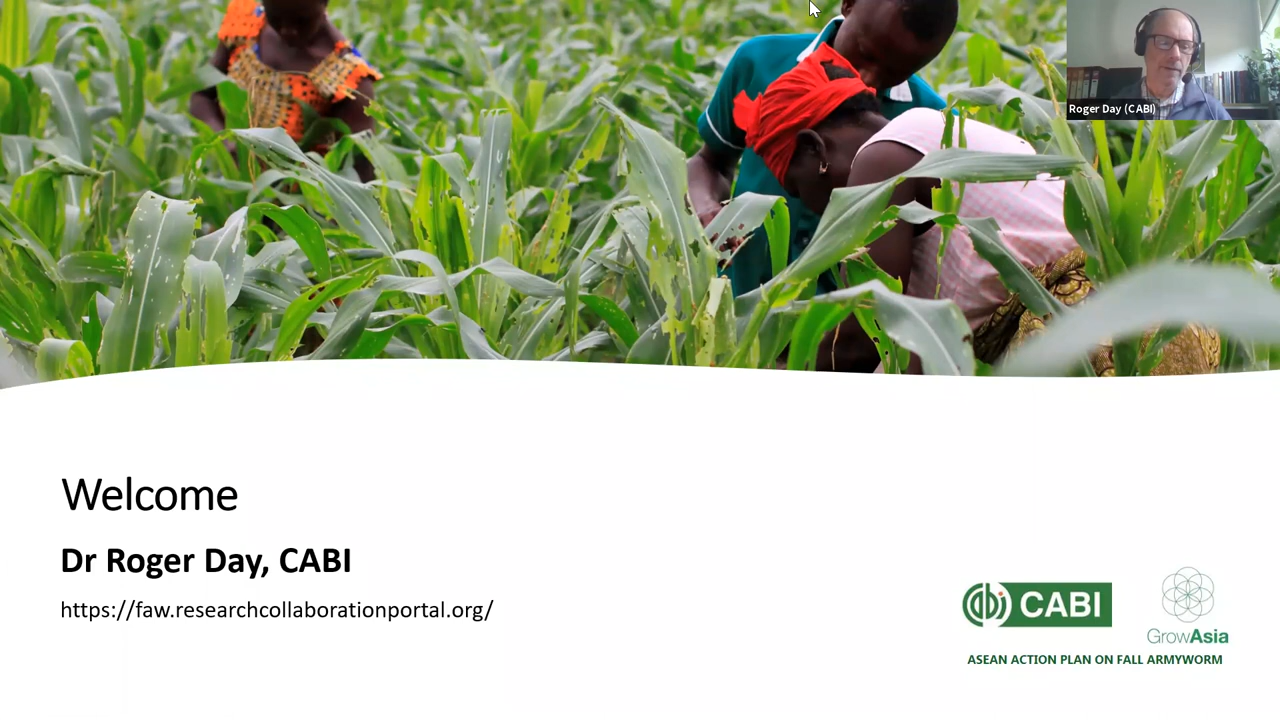 Roger Day (CABI)
Welcome
Dr Roger Day, CABI
https://faw.researchcollaborationportal.org/
CABI
GrowAsia
ASEAN ACTION PLAN ON FALL ARMYWORM